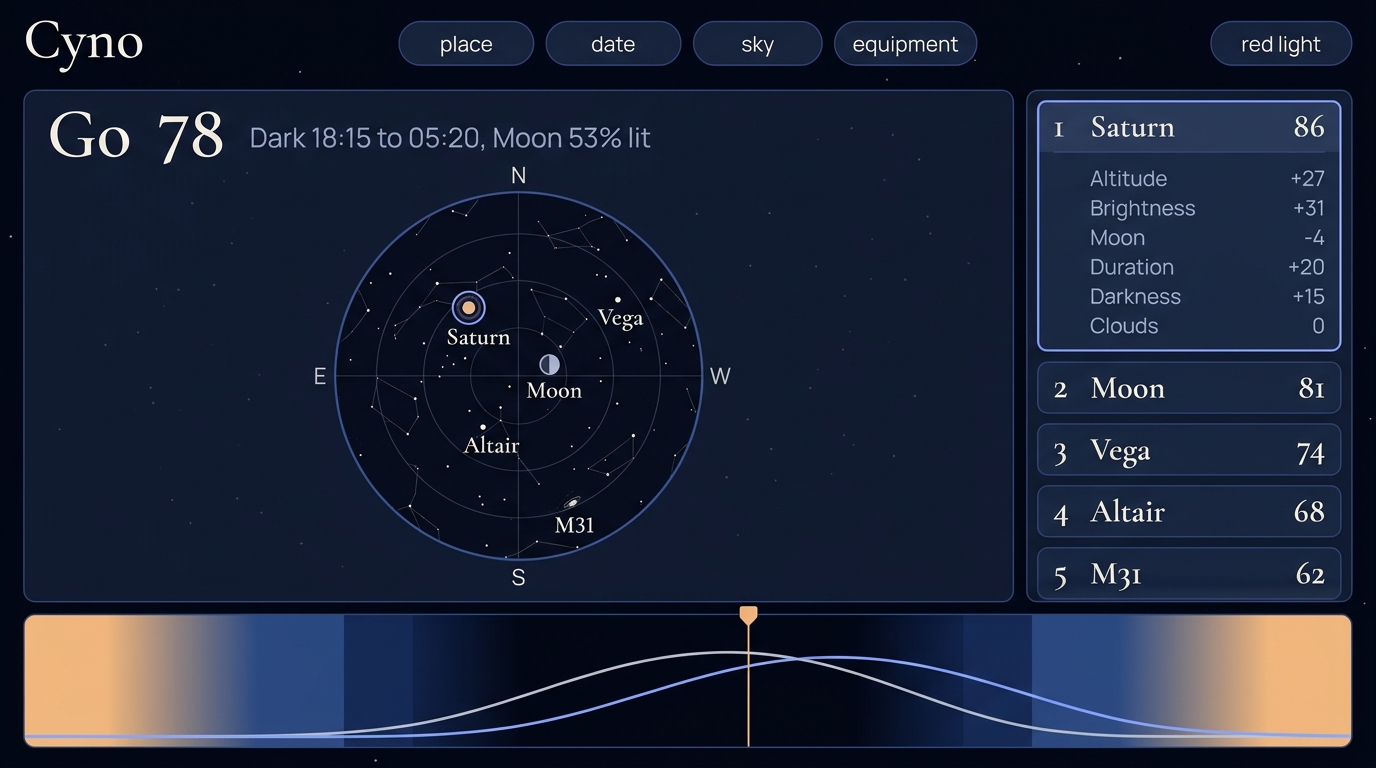 Cyno
place
date
sky
equipment
red light
Go 78
Dark 18:15 to 05:20, Moon 53% lit
N
E
W
S
Saturn
Vega
Moon
Altair
M31
1 Saturn 86
Altitude +27
Brightness +31
Moon -4
Duration +20
Darkness +15
Clouds 0
2 Moon 81
3 Vega 74
4 Altair 68
5 M31 62